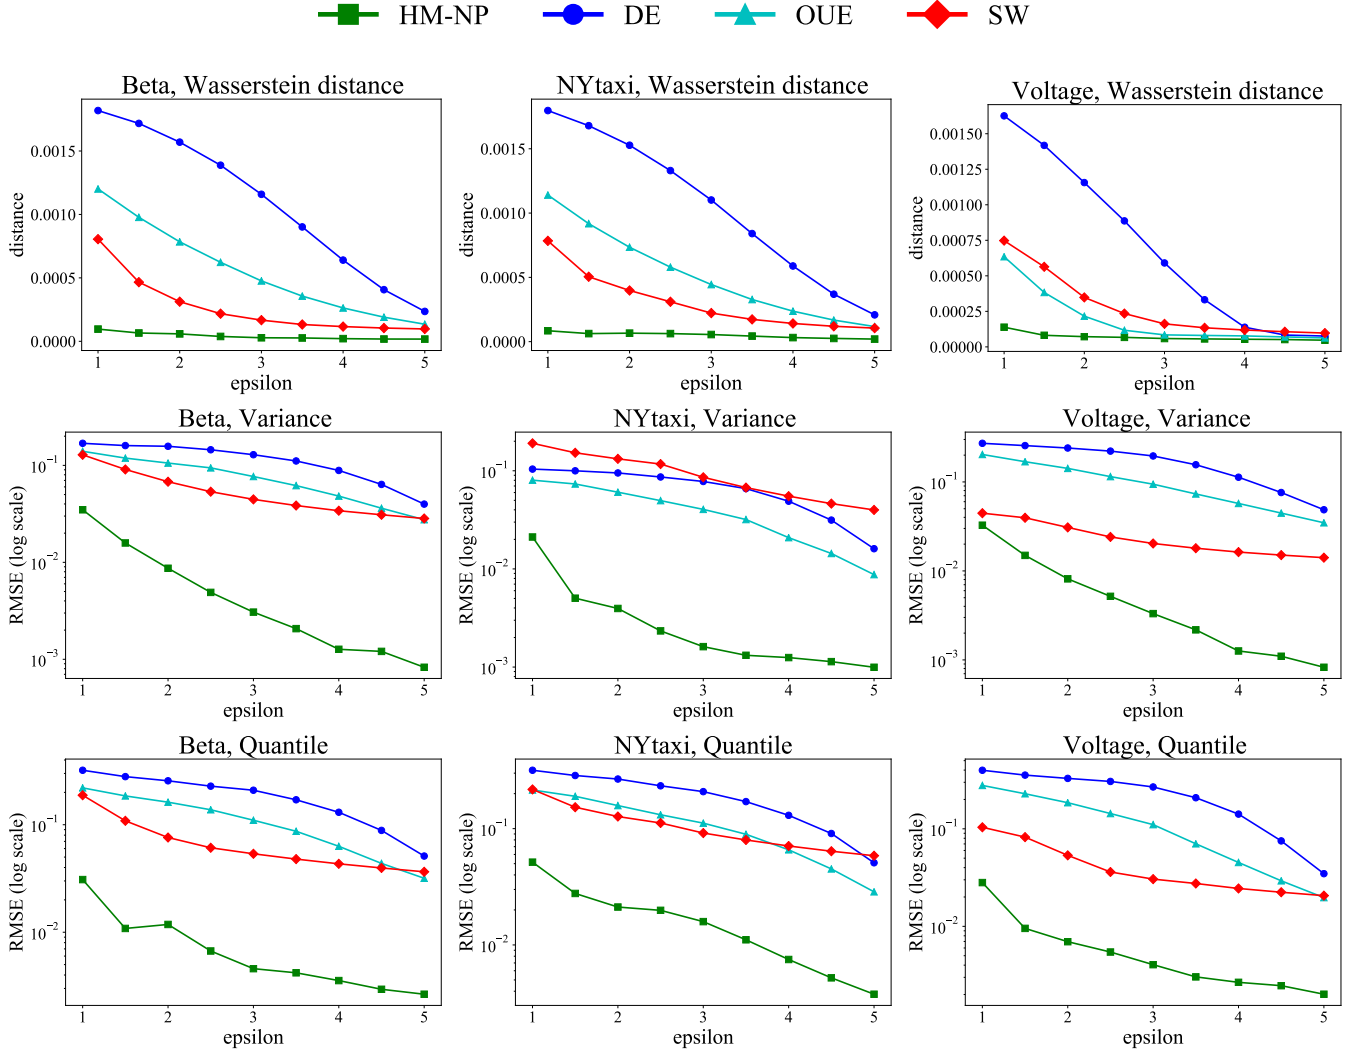 HM-NP DE OUE SW
Beta, Wasserstein distance
distance
0.0015
0.0010
0.0005
0.0000
1 2 3 4 5
epsilon
NYtaxi, Wasserstein distance
distance
0.0015
0.0010
0.0005
0.0000
1 2 3 4 5
epsilon
Voltage, Wasserstein distance
distance
0.00150
0.00125
0.00100
0.00075
0.00050
0.00025
0.00000
1 2 3 4 5
epsilon
Beta, Variance
RMSE (log scale)
10⁻¹
10⁻²
10⁻³
1 2 3 4 5
epsilon
NYtaxi, Variance
RMSE (log scale)
10⁻¹
10⁻²
10⁻³
1 2 3 4 5
epsilon
Voltage, Variance
RMSE (log scale)
10⁻¹
10⁻²
10⁻³
1 2 3 4 5
epsilon
Beta, Quantile
RMSE (log scale)
10⁻¹
10⁻²
1 2 3 4 5
epsilon
NYtaxi, Quantile
RMSE (log scale)
10⁻¹
10⁻²
1 2 3 4 5
epsilon
Voltage, Quantile
RMSE (log scale)
10⁻¹
10⁻²
1 2 3 4 5
epsilon